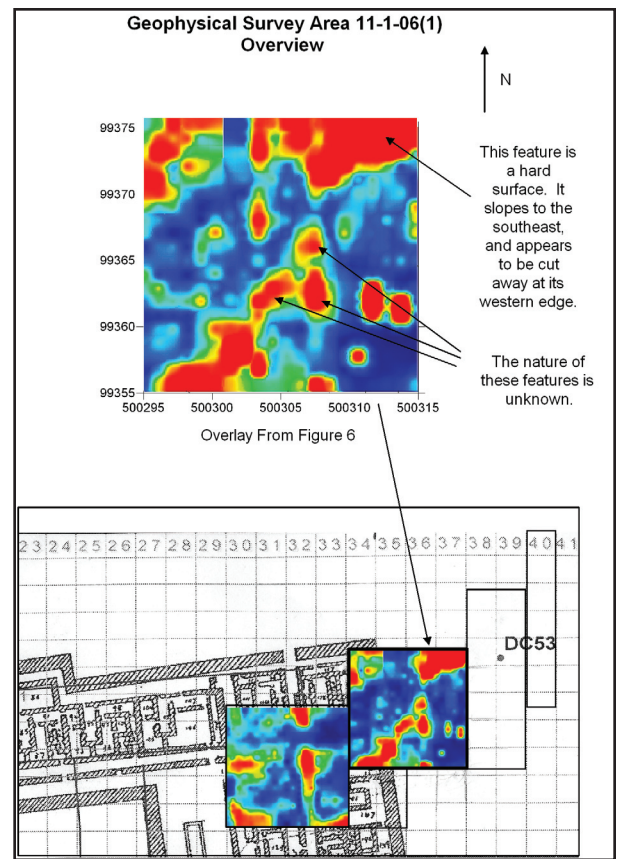 Geophysical Survey Area 11-1-06(1)
Overview
N
99375
99370
99365
99360
99355
500295 500300 500305 500310 500315
Overlay From Figure 6
This feature is
a hard
surface. It
slopes to the
southeast,
and appears
to be cut
away at its
western edge.
The nature of
these features is
unknown.
23 24 25 26 27 28 29 30 31 32 33 34 35 36 37 38 39 40 41
DC53